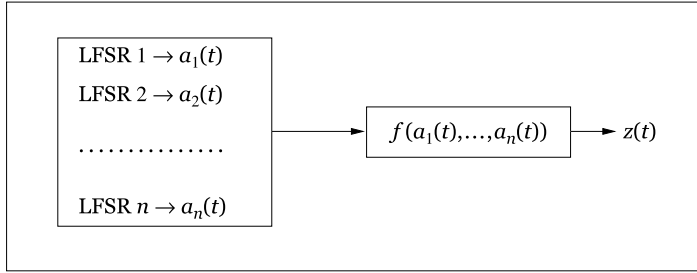 LFSR 1 → a₁(t)
LFSR 2 → a₂(t)
...............
LFSR n → aₙ(t)
f(a₁(t),…,aₙ(t))
z(t)